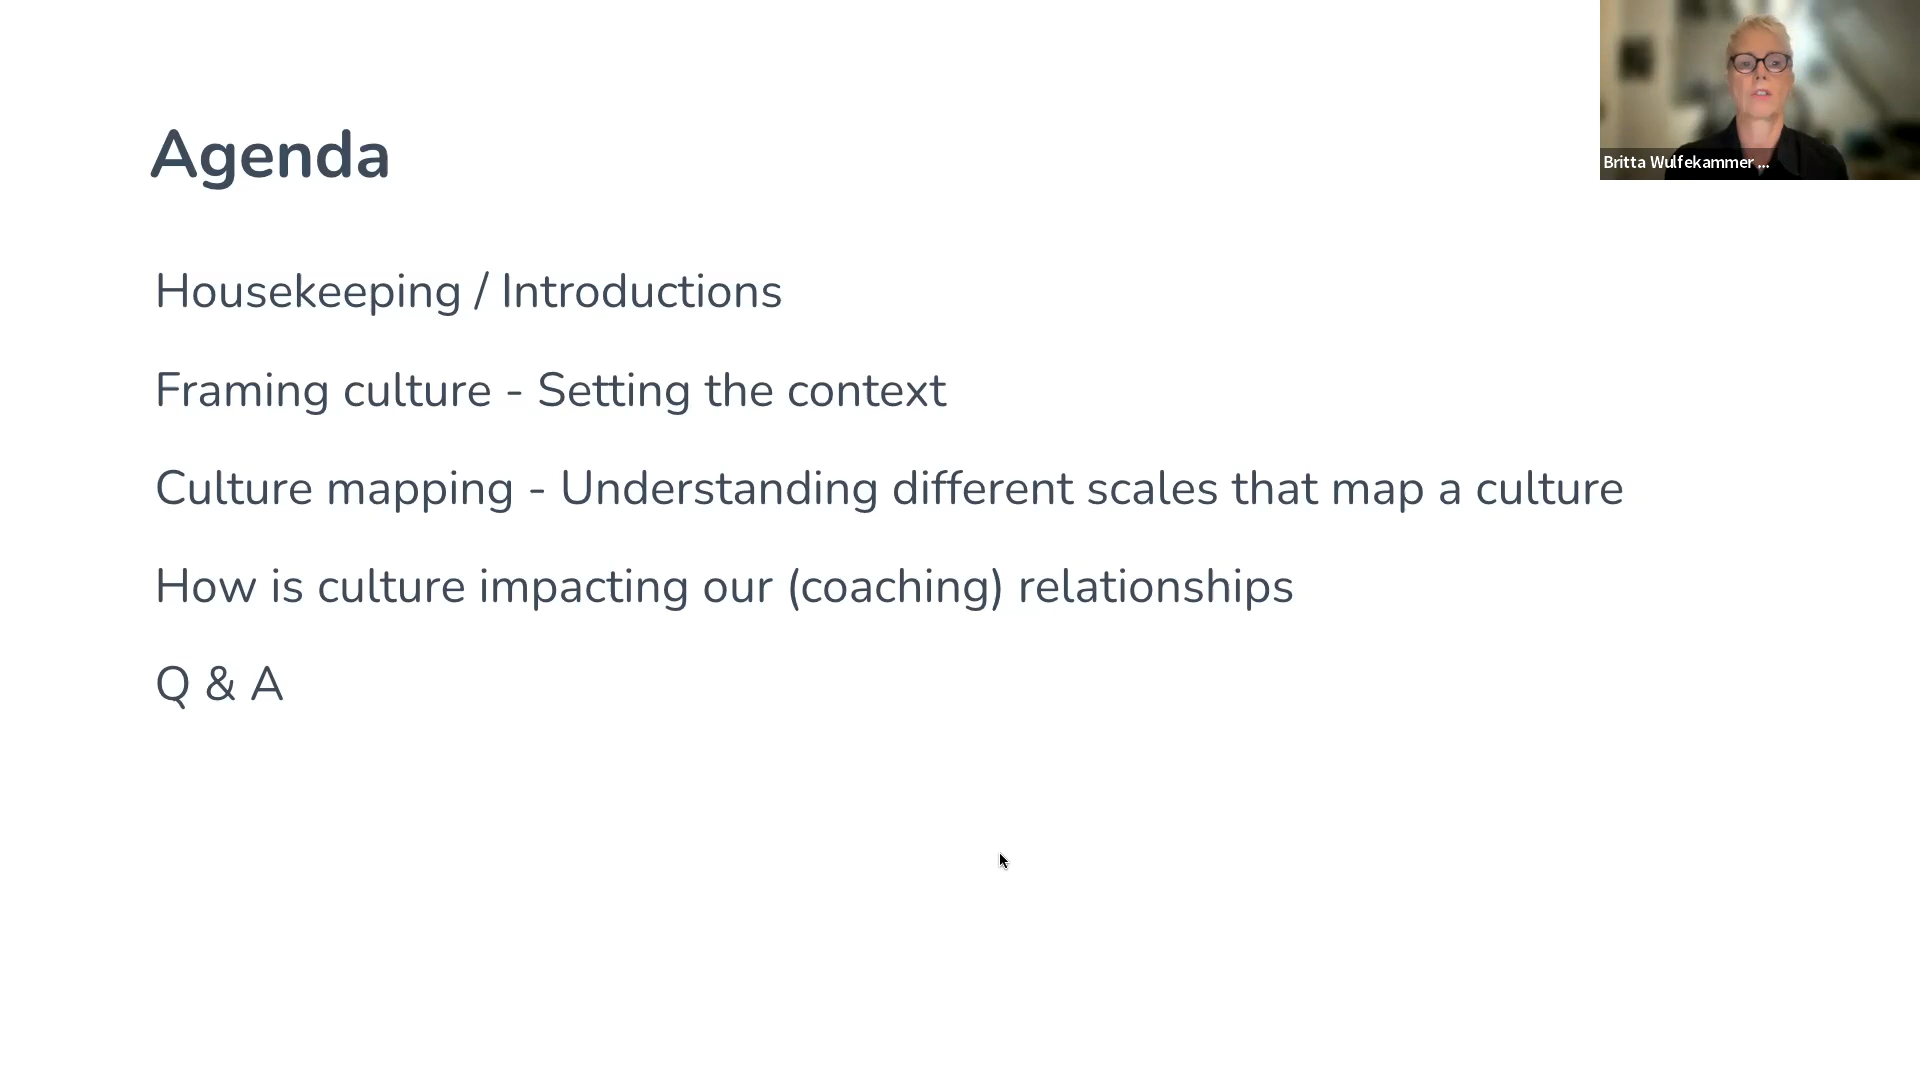 Agenda
Housekeeping / Introductions
Framing culture - Setting the context
Culture mapping - Understanding different scales that map a culture
How is culture impacting our (coaching) relationships
Q & A
Britta Wulfekammer ...